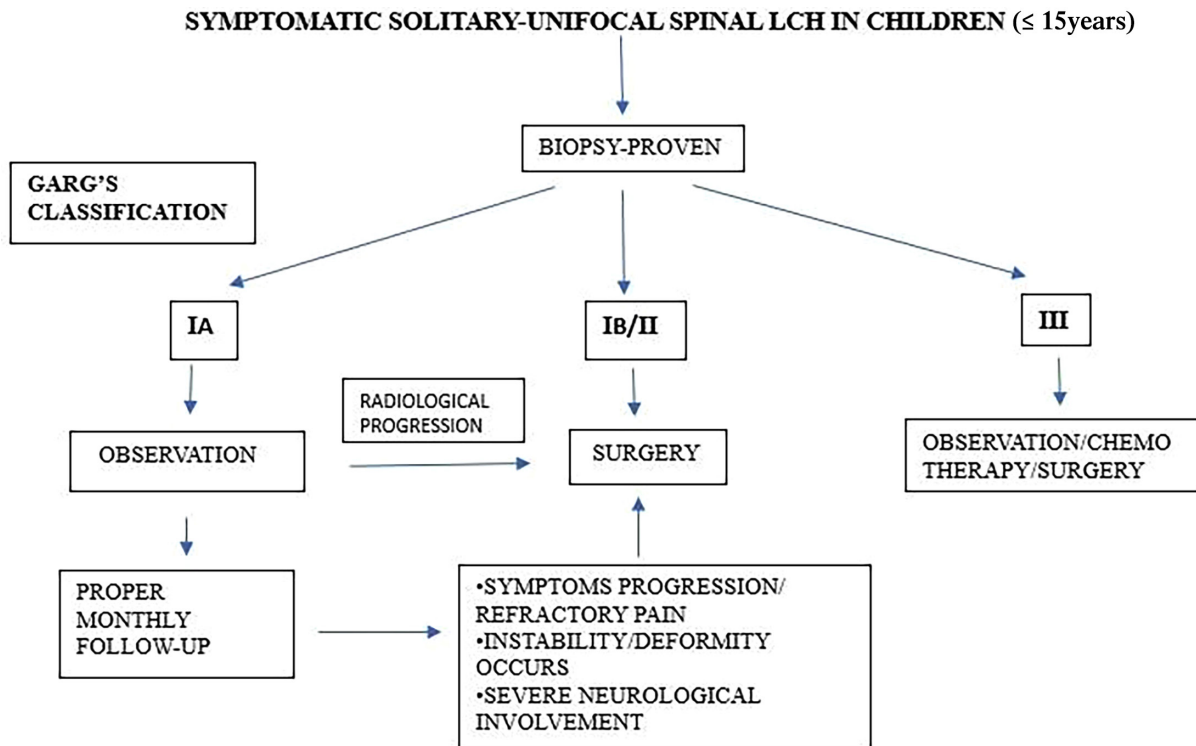 SYMPTOMATIC SOLITARY-UNIFOCAL SPINAL LCH IN CHILDREN (≤ 15years)
BIOPSY-PROVEN
GARG'S
CLASSIFICATION
IA
IB/II
III
RADIOLOGICAL
PROGRESSION
OBSERVATION
SURGERY
OBSERVATION/CHEMO
THERAPY/SURGERY
PROPER
MONTHLY
FOLLOW-UP
•SYMPTOMS PROGRESSION/
REFRACTORY PAIN
•INSTABILITY/DEFORMITY
OCCURS
•SEVERE NEUROLOGICAL
INVOLVEMENT